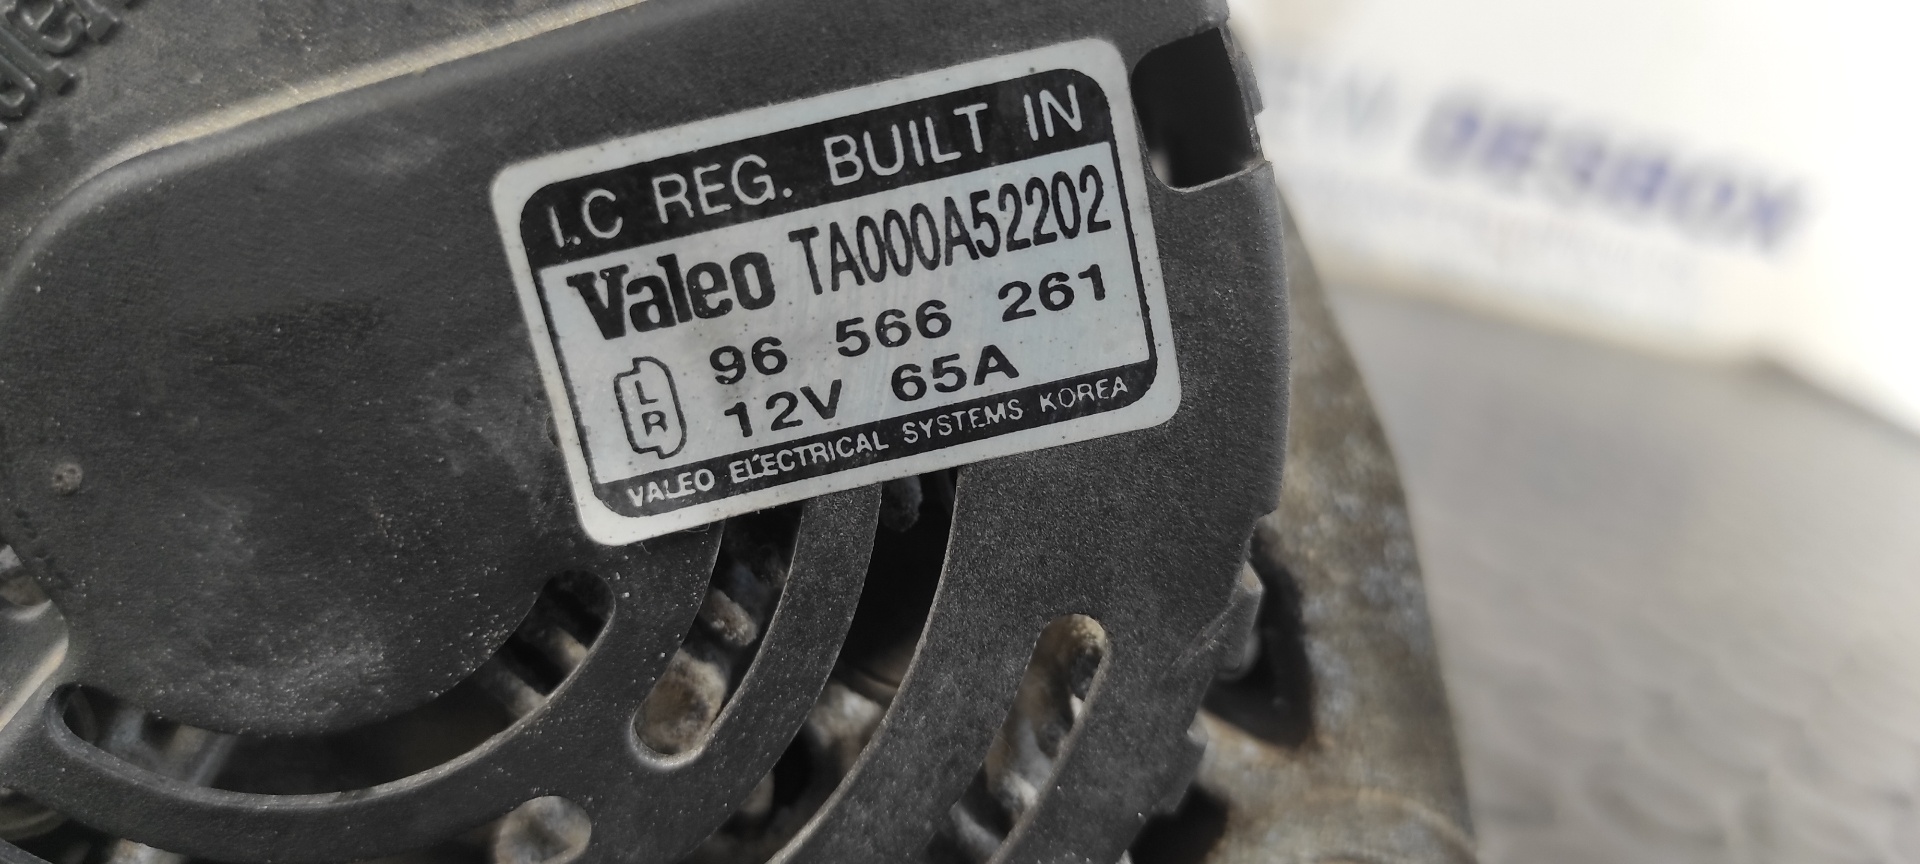 I.C REG. BUILT IN
Valeo TA000A52202
96 566 261
L
R
12V 65A
VALEO ELECTRICAL SYSTEMS KOREA